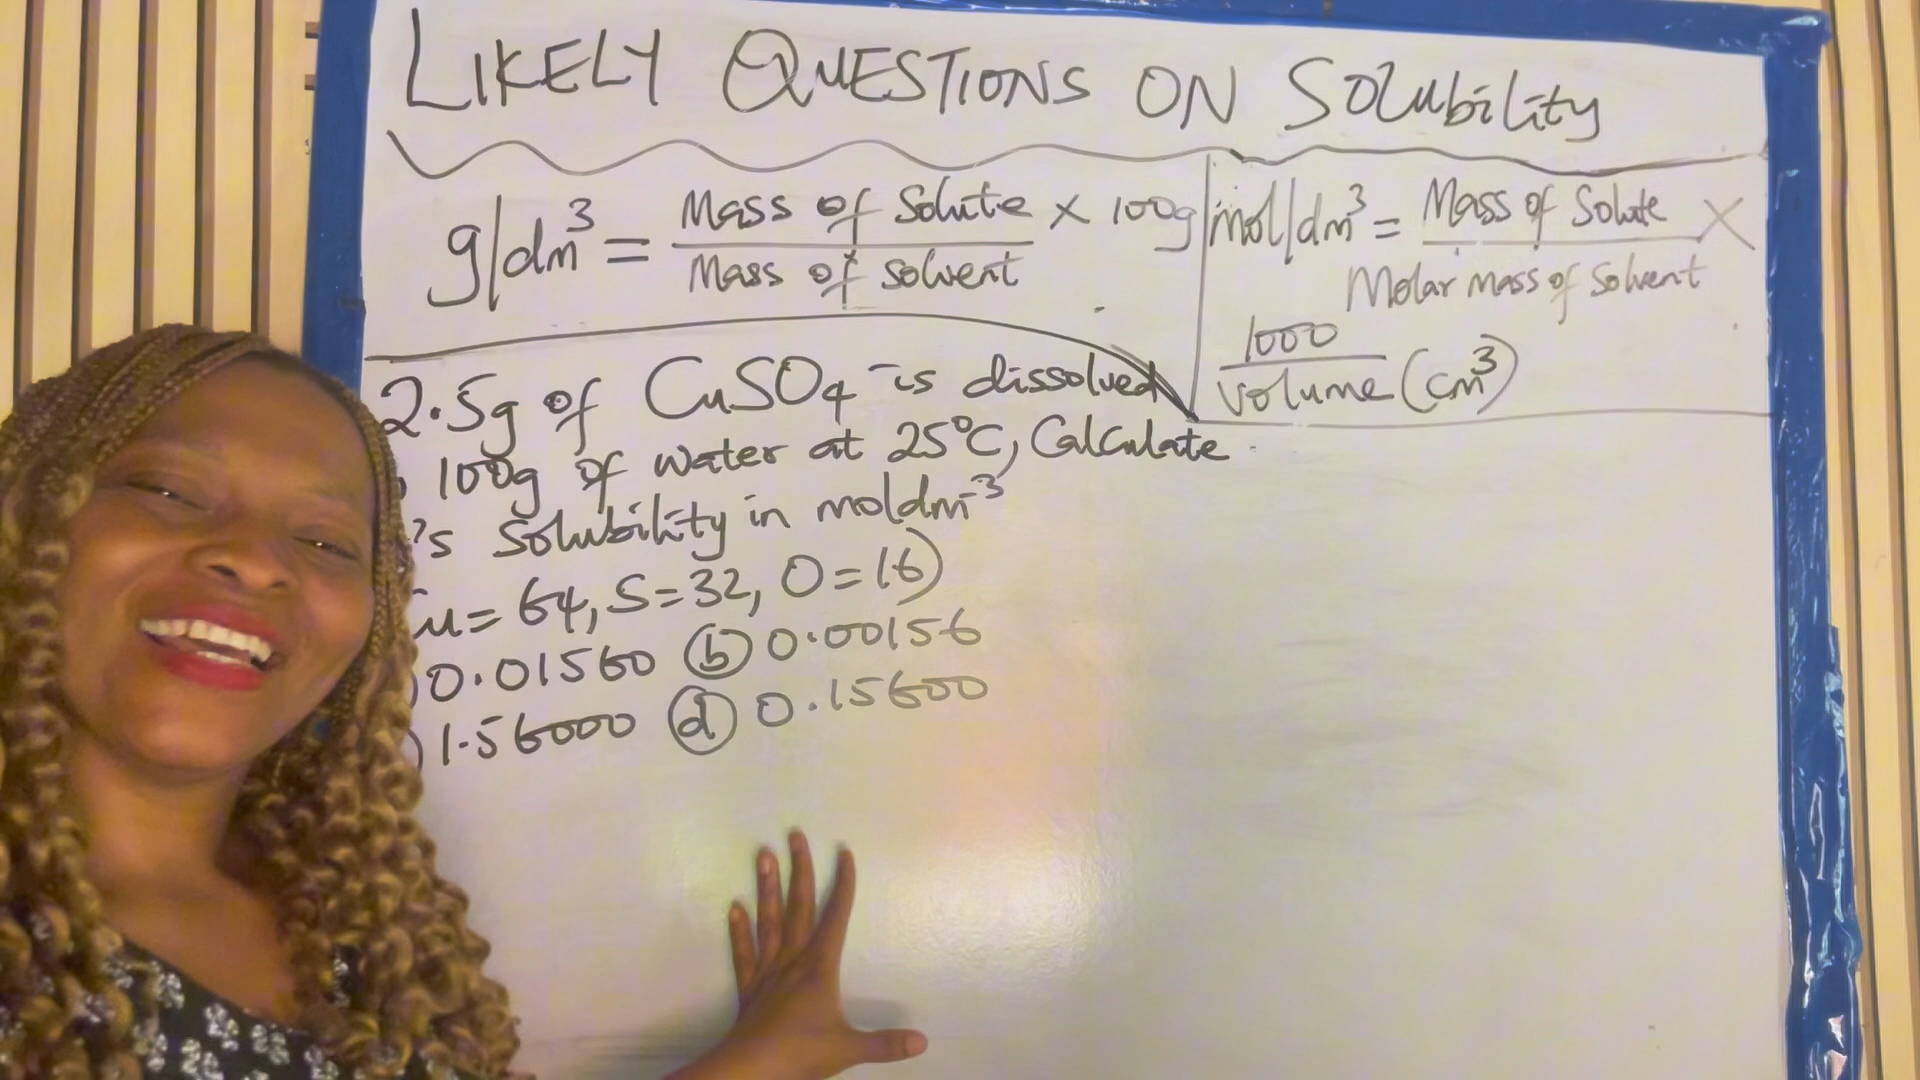 LIKELY QUESTIONS ON SOLUBILITY
g/dm³ = Mass of Solute / Mass of Solvent × 100g
mol/dm³ = Mass of Solute / Molar mass of Solvent × 1000 / Volume (cm³)
2.5g of CuSO4 is dissolved
100g of water at 25°C, Calculate
's Solubility in moldm⁻³
u = 64, S=32, O=16)
) 0.01560 (b) 0.00156
) 1.56000 (d) 0.15600